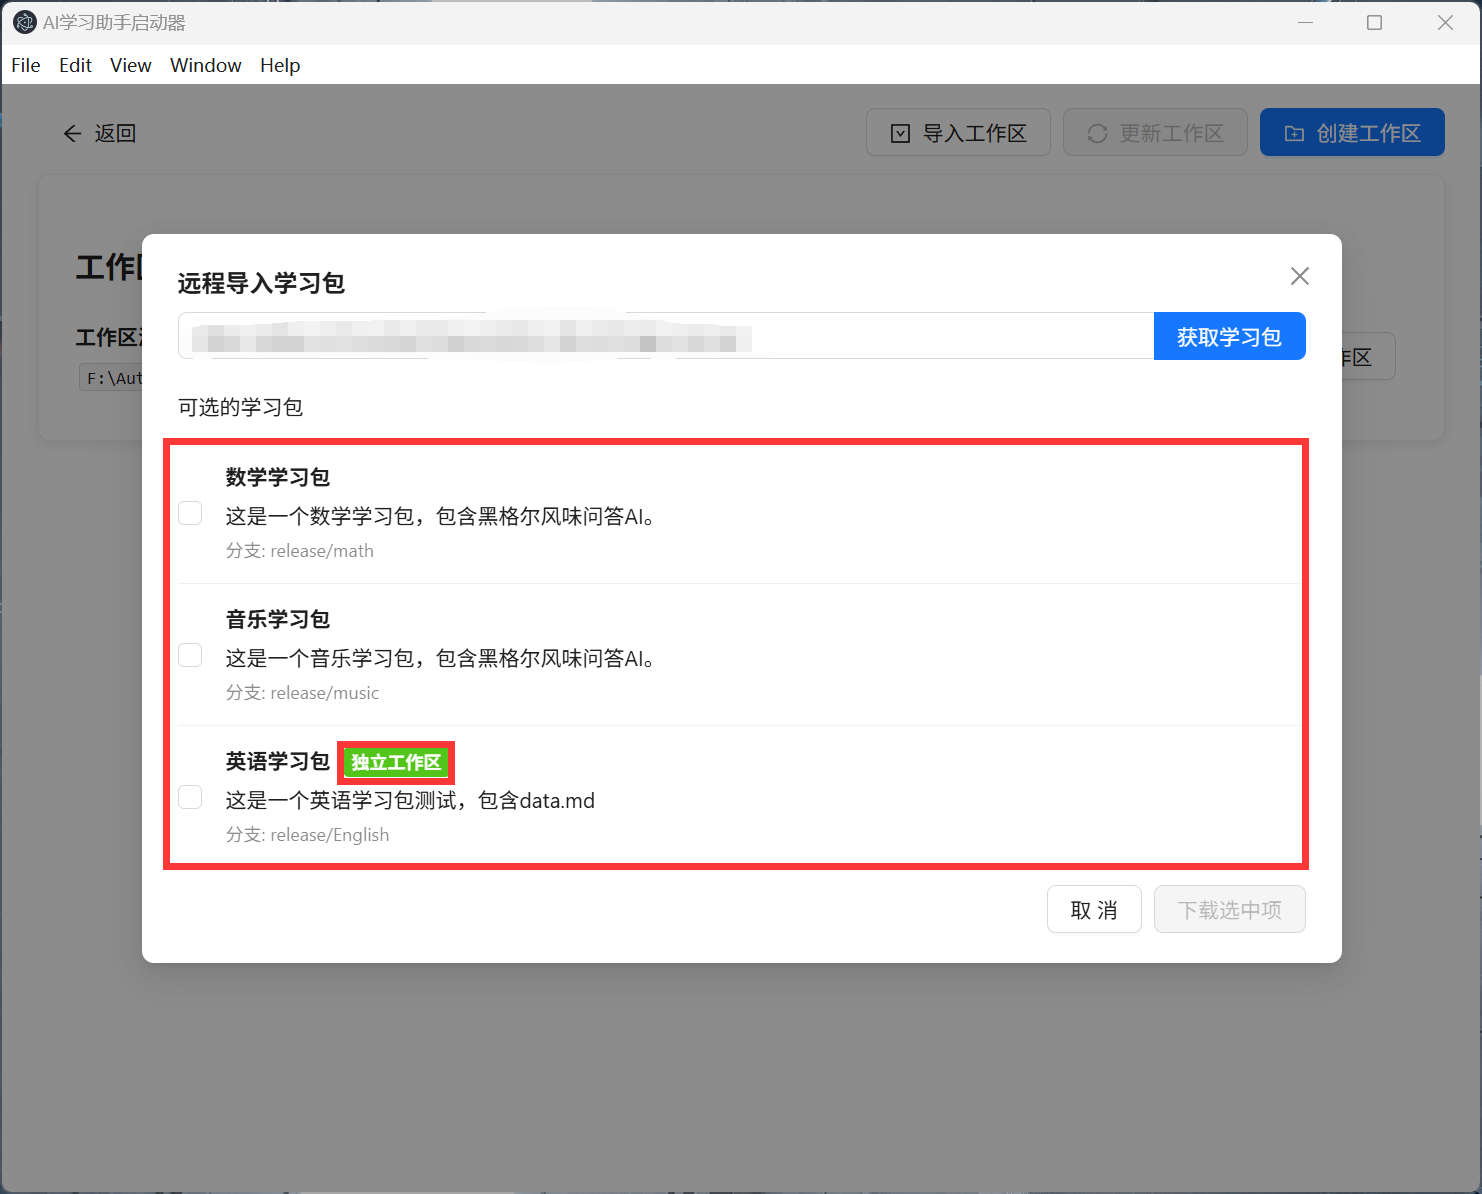 AI学习助手启动器
File Edit View Window Help
返回
导入工作区
更新工作区
创建工作区
工作
工作区
F:\Aut
作区
远程导入学习包
获取学习包
可选的学习包
数学学习包
这是一个数学学习包，包含黑格尔风味问答AI。
分支: release/math
音乐学习包
这是一个音乐学习包，包含黑格尔风味问答AI。
分支: release/music
英语学习包 独立工作区
这是一个英语学习包测试，包含data.md
分支: release/English
取 消
下载选中项